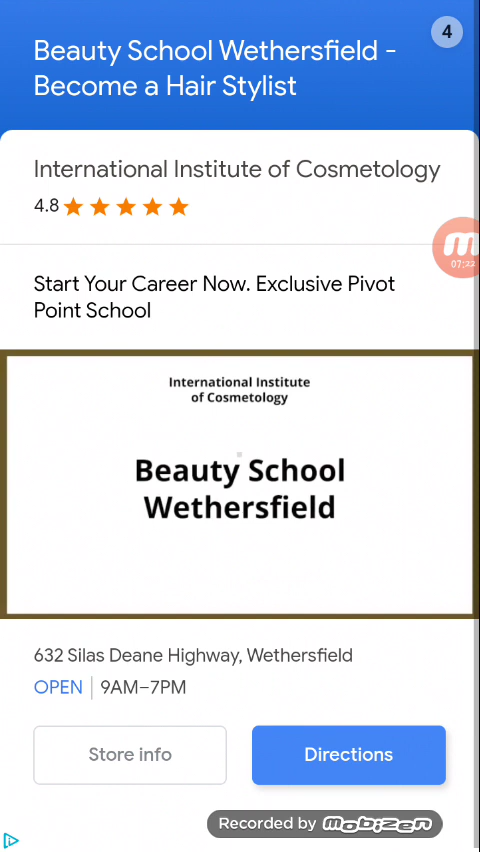 Beauty School Wethersfield -
Become a Hair Stylist
4
International Institute of Cosmetology
4.8
07:22
Start Your Career Now. Exclusive Pivot
Point School
International Institute
of Cosmetology
Beauty School
Wethersfield
632 Silas Deane Highway, Wethersfield
OPEN | 9AM–7PM
Store info
Directions
Recorded by mobizen